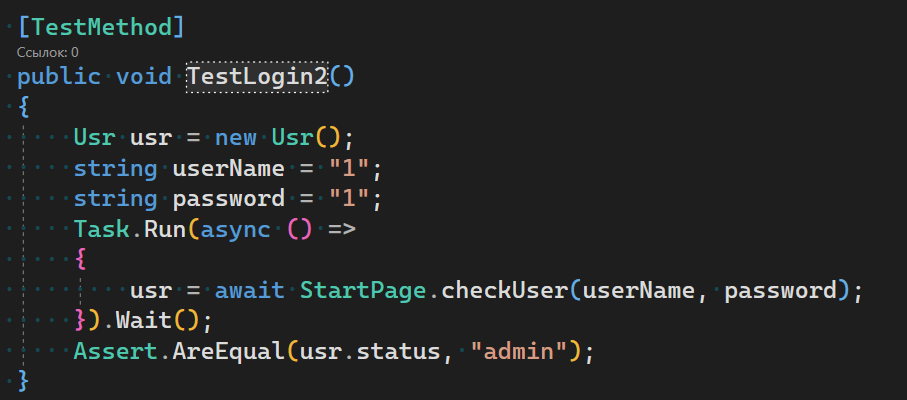 [TestMethod]
Ссылок: 0
public void TestLogin2()
{
Usr usr = new Usr();
string userName = "1";
string password = "1";
Task.Run(async () =>
{
usr = await StartPage.checkUser(userName, password);
}).Wait();
Assert.AreEqual(usr.status, "admin");
}